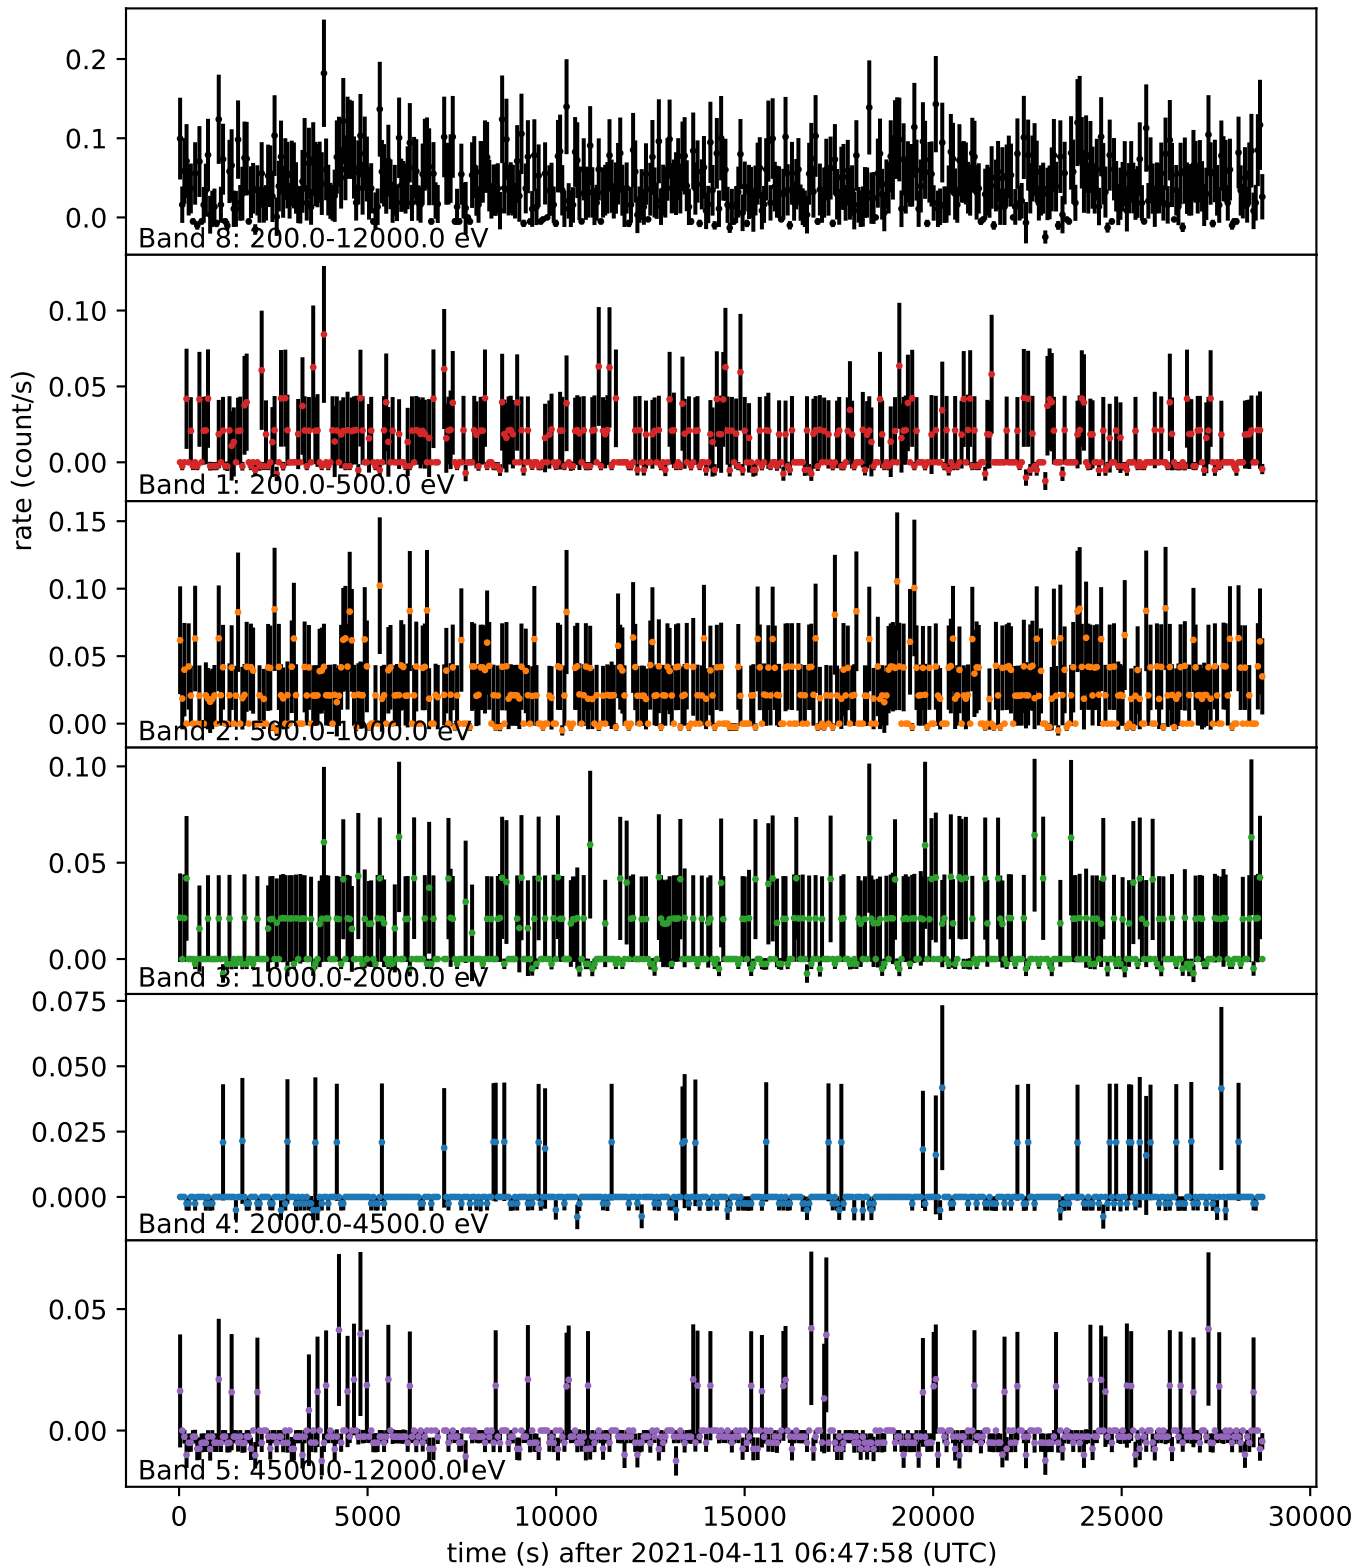 0.2
0.1
0.0
Band 8: 200.0-12000.0 eV
0.10
0.05
0.00
Band 1: 200.0-500.0 eV
rate (count/s)
0.15
0.10
0.05
0.00
Band 2: 500.0-1000.0 eV
0.10
0.05
0.00
Band 3: 1000.0-2000.0 eV
0.075
0.050
0.025
0.000
Band 4: 2000.0-4500.0 eV
0.05
0.00
Band 5: 4500.0-12000.0 eV
0 5000 10000 15000 20000 25000 30000
time (s) after 2021-04-11 06:47:58 (UTC)